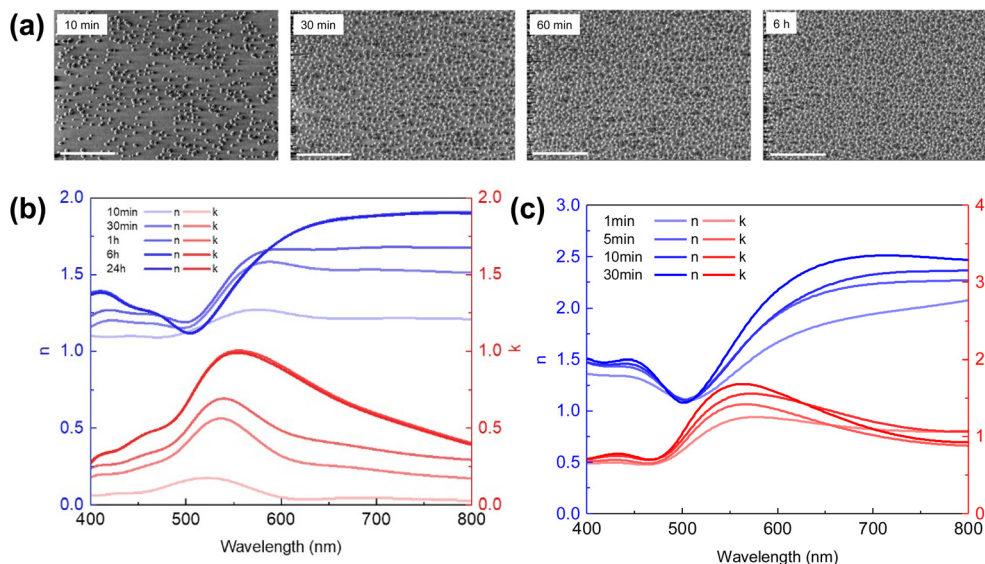 (a)
10 min
30 min
60 min
6 h
(b)
10min n k
30min n k
1h n k
6h n k
24h n k
2.0
1.5
1.0
0.5
0.0
n
2.0
1.5
1.0
0.5
0.0
k
400 500 600 700 800
Wavelength (nm)
(c)
1min n k
5min n k
10min n k
30min n k
3.0
2.5
2.0
1.5
1.0
0.5
0.0
n
4
3
2
1
0
400 500 600 700 800
Wavelength (nm)